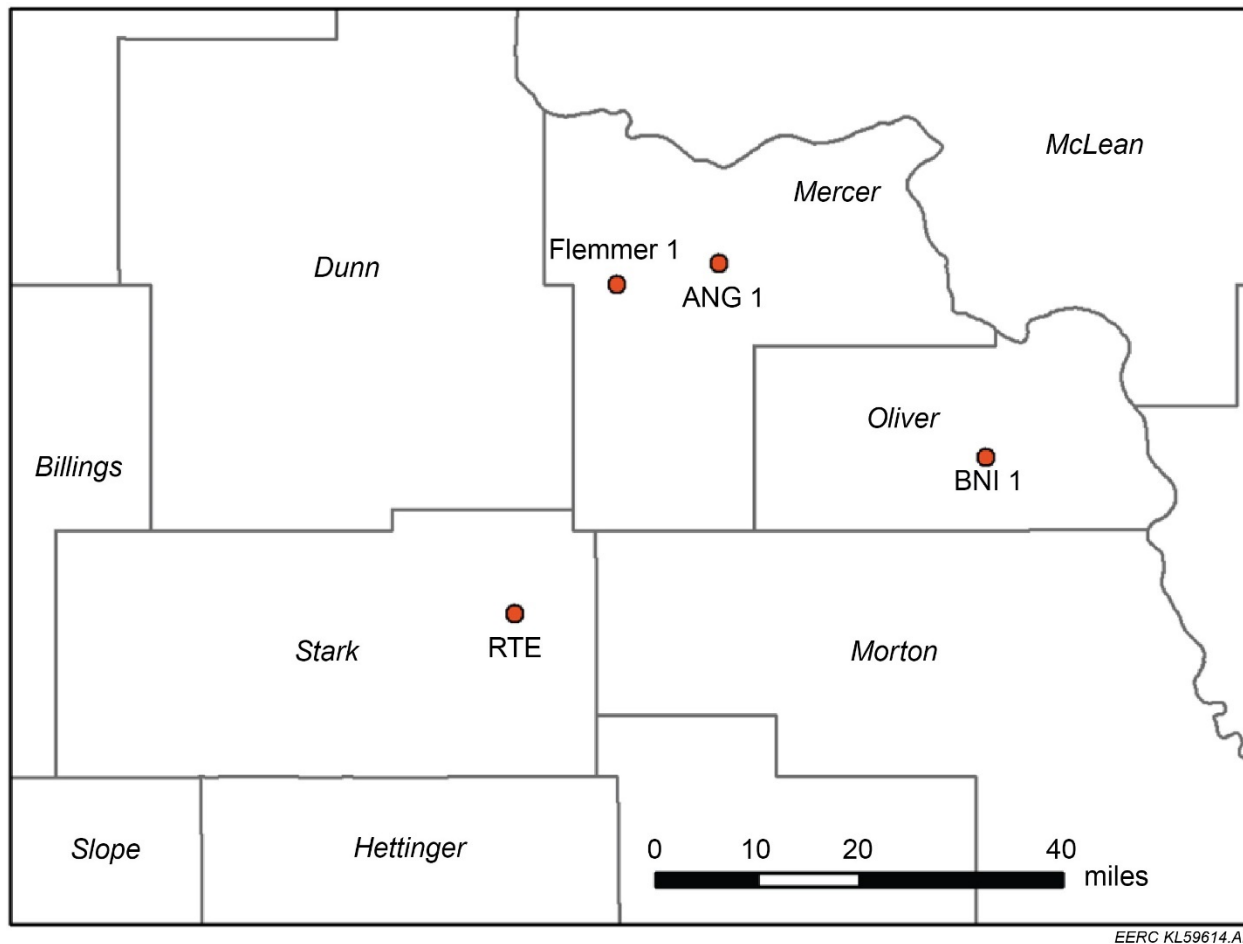 McLean
Mercer
Flemmer 1
Dunn
ANG 1
Oliver
Billings
BNI 1
RTE
Stark
Morton
Slope
Hettinger
0 10 20 40
miles
EERC KL59614.AI